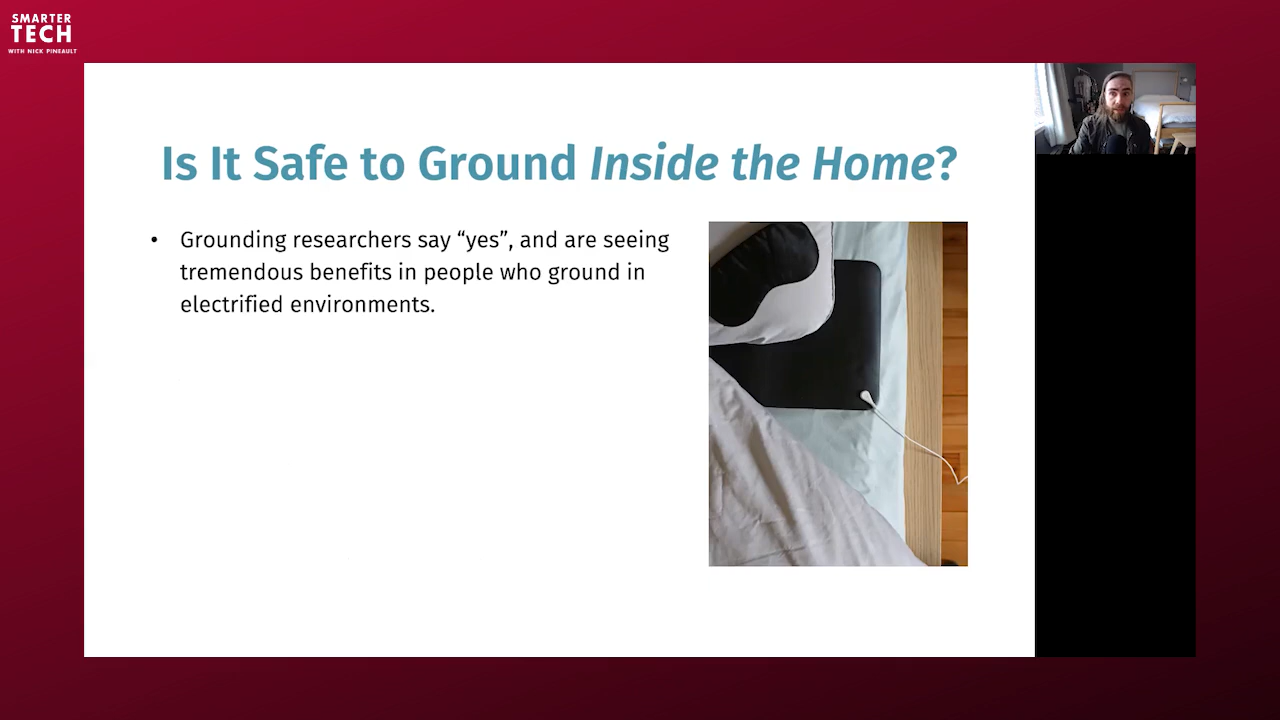 SMARTER
TECH
WITH NICK PINEAULT
Is It Safe to Ground Inside the Home?
• Grounding researchers say “yes”, and are seeing
tremendous benefits in people who ground in
electrified environments.